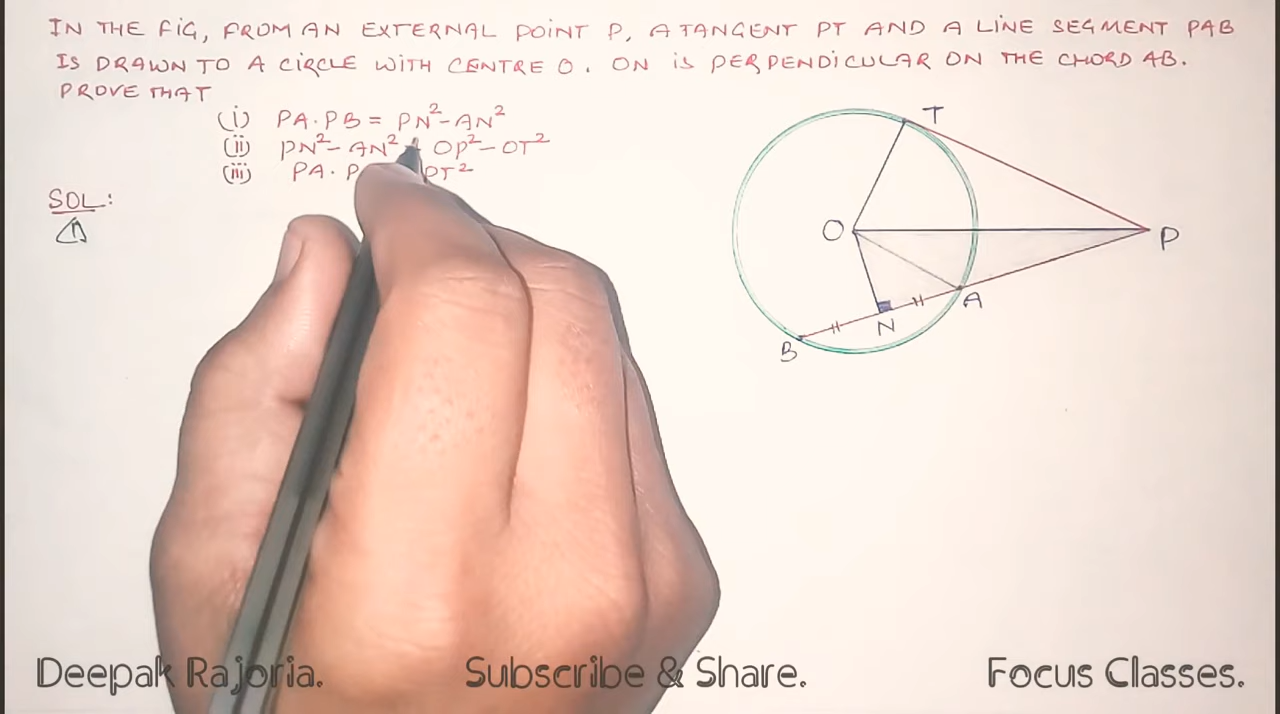 IN THE FIG, FROM AN EXTERNAL POINT P, A TANGENT PT AND A LINE SEGMENT PAB
IS DRAWN TO A CIRCLE WITH CENTRE O. ON IS PERPENDICULAR ON THE CHORD AB.
PROVE THAT
(i) PA·PB = PN²-AN²
(ii) PN²-AN² OP²-OT²
(iii) PA·P PT²
SOL:
(1)
T
O
P
A
N
B
Deepak Rajoria. Subscribe & Share. Focus Classes.